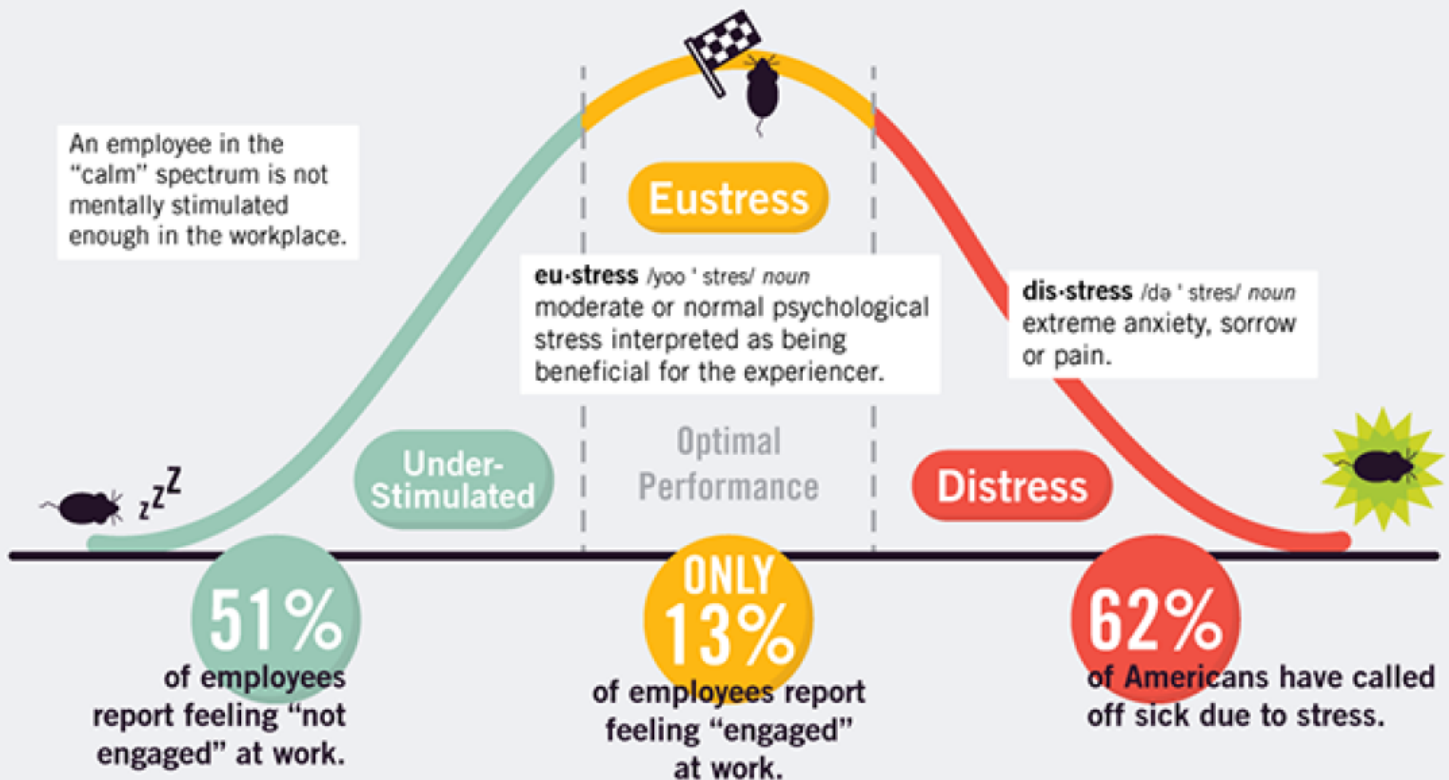 An employee in the
“calm” spectrum is not
mentally stimulated
enough in the workplace.
Eustress
eu·stress /yoo ' stres/ noun
moderate or normal psychological
stress interpreted as being
beneficial for the experiencer.
dis·stress /də ' stres/ noun
extreme anxiety, sorrow
or pain.
zzZ
Under-
Stimulated
Optimal
Performance
Distress
51%
of employees
report feeling “not
engaged” at work.
ONLY
13%
of employees report
feeling “engaged”
at work.
62%
of Americans have called
off sick due to stress.